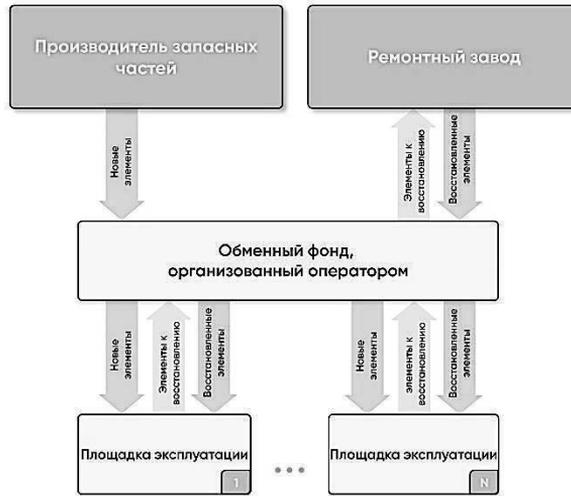 Производитель запасных
частей
Ремонтный завод
Новые
элементы
Элементы к
восстановлению
Восстановленные
элементы
Обменный фонд,
организованный оператором
Новые
элементы
Элементы к
восстановлению
Восстановленные
элементы
Новые
элементы
Элементы к
восстановлению
Восстановленные
элементы
Площадка эксплуатации
1
...
Площадка эксплуатации
N